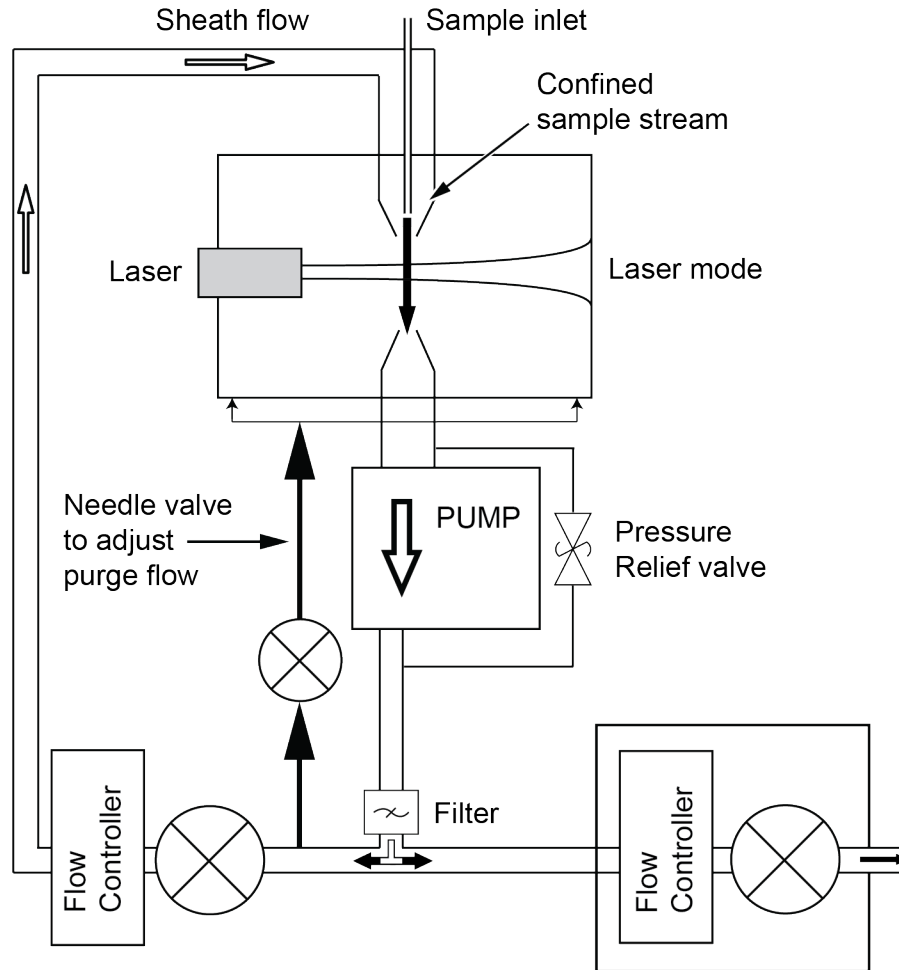 Sheath flow
Sample inlet
Confined
sample stream
Laser
Laser mode
Needle valve
to adjust
purge flow
PUMP
Pressure
Relief valve
Filter
Flow
Controller
Flow
Controller